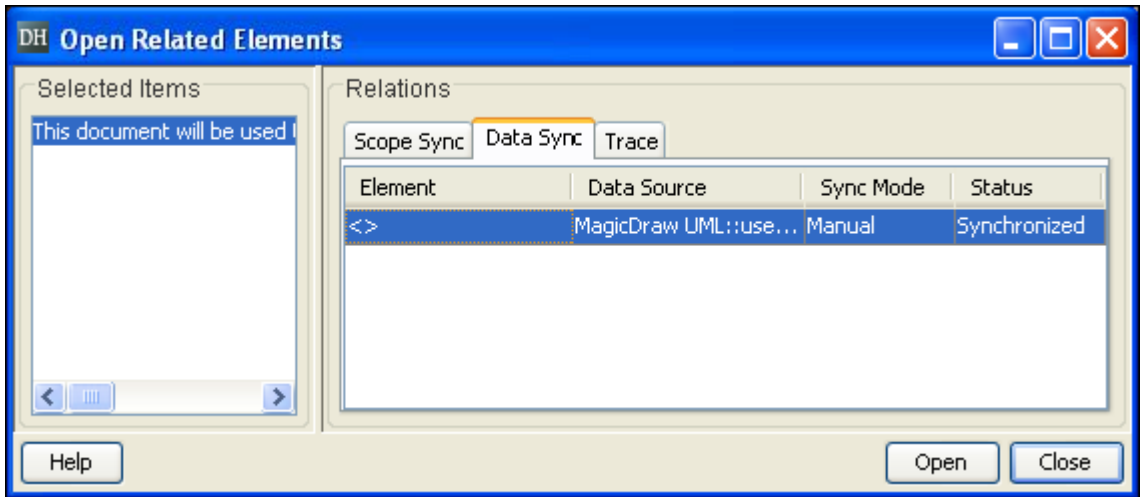 DH Open Related Elements
Selected Items
This document will be used
Relations
Scope Sync Data Sync Trace
Element Data Source Sync Mode Status
<> MagicDraw UML::use... Manual Synchronized
Help Open Close